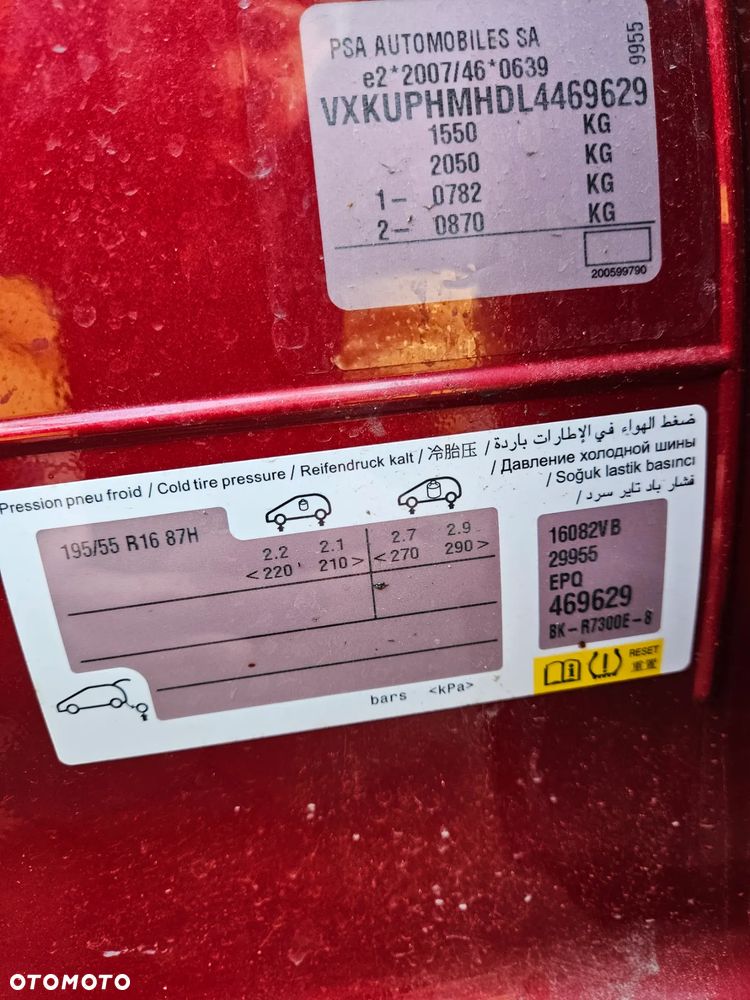 PSA AUTOMOBILES SA
9955
e2*2007/46*0639
VXKUPHMHDL4469629
1550 KG
2050 KG
1– 0782 KG
2– 0870 KG
200599790
Pression pneu froid / Cold tire pressure / Reifendruck kalt / 冷胎压 / ضغط الهواء في الإطارات باردة
/ Давление холодной шины
/ Soğuk lastik basıncı
/ فشار باد تایر سرد
195/55 R16 87H
2.2 2.1 2.7 2.9
<220 210> <270 290>
bars <kPa>
16082VB
29955
EPQ
469629
8K–R7300E–8
RESET
OTOMOTO